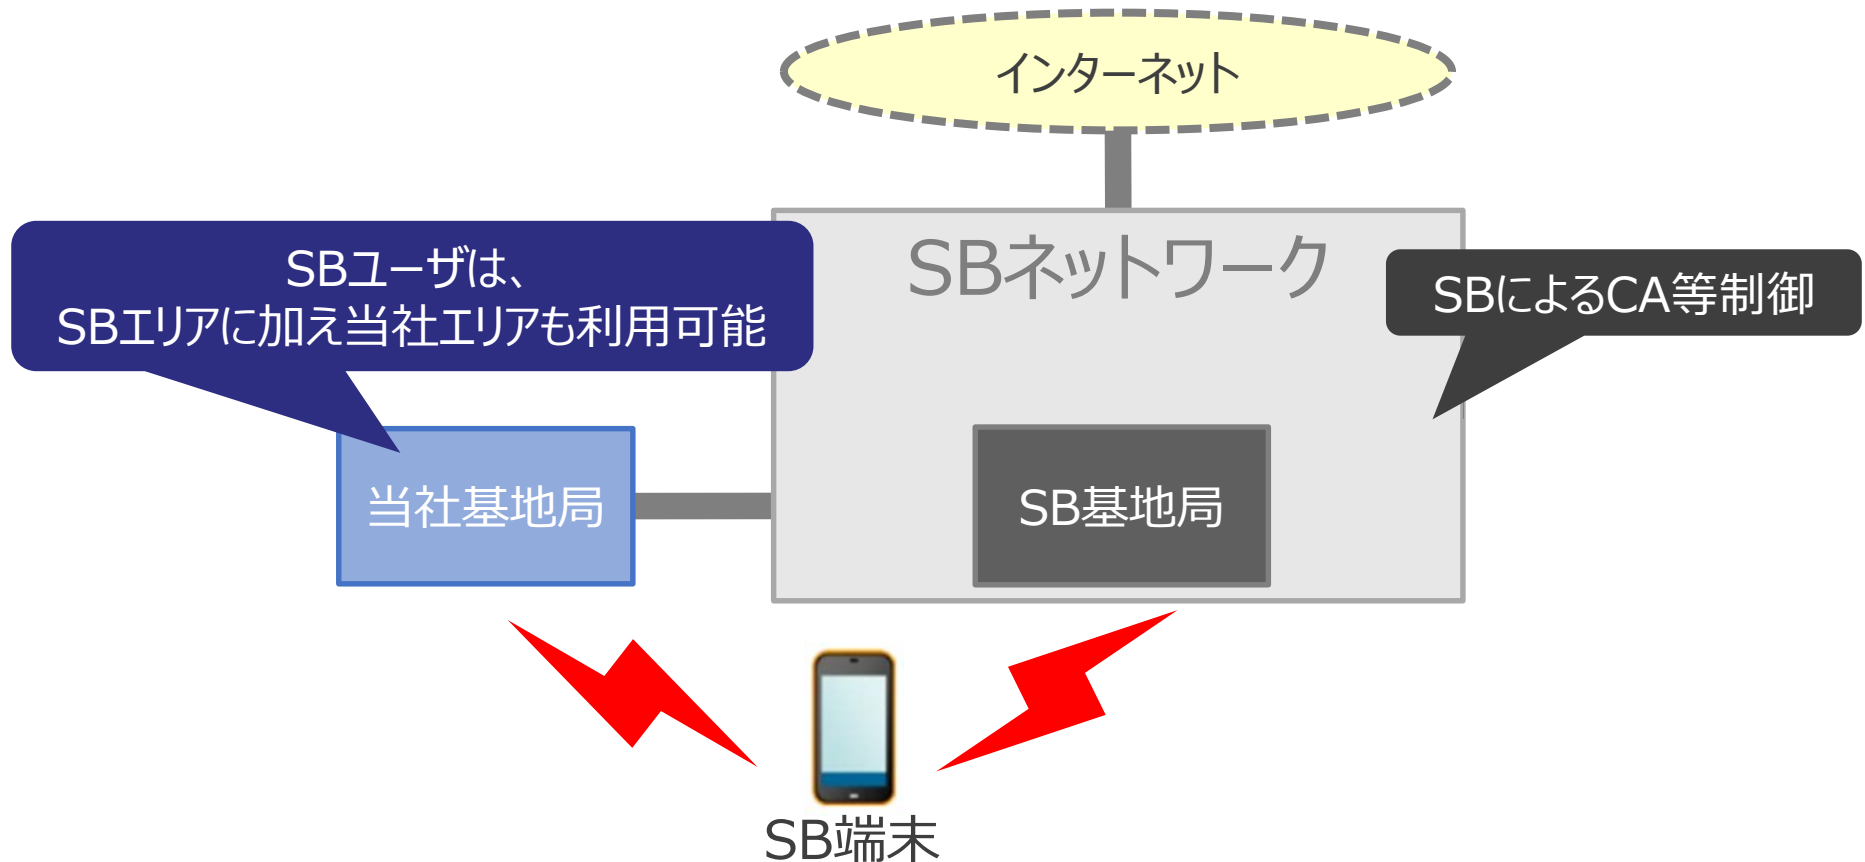 インターネット
SBネットワーク
SBユーザは、
SBエリアに加え当社エリアも利用可能
SBによるCA等制御
当社基地局
SB基地局
SB端末